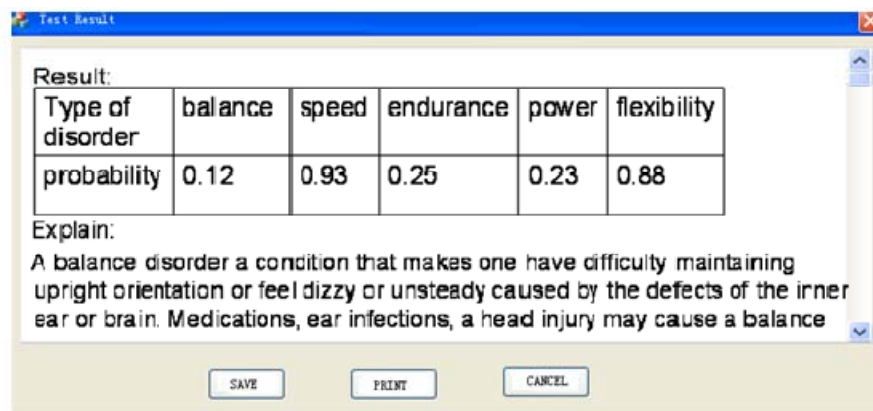 Test Result
Result:
Type of disorder balance speed endurance power flexibility
probability 0.12 0.93 0.25 0.23 0.88
Explain:
A balance disorder a condition that makes one have difficulty maintaining
upright orientation or feel dizzy or unsteady caused by the defects of the inner
ear or brain. Medications, ear infections, a head injury may cause a balance
SAVE PRINT CANCEL